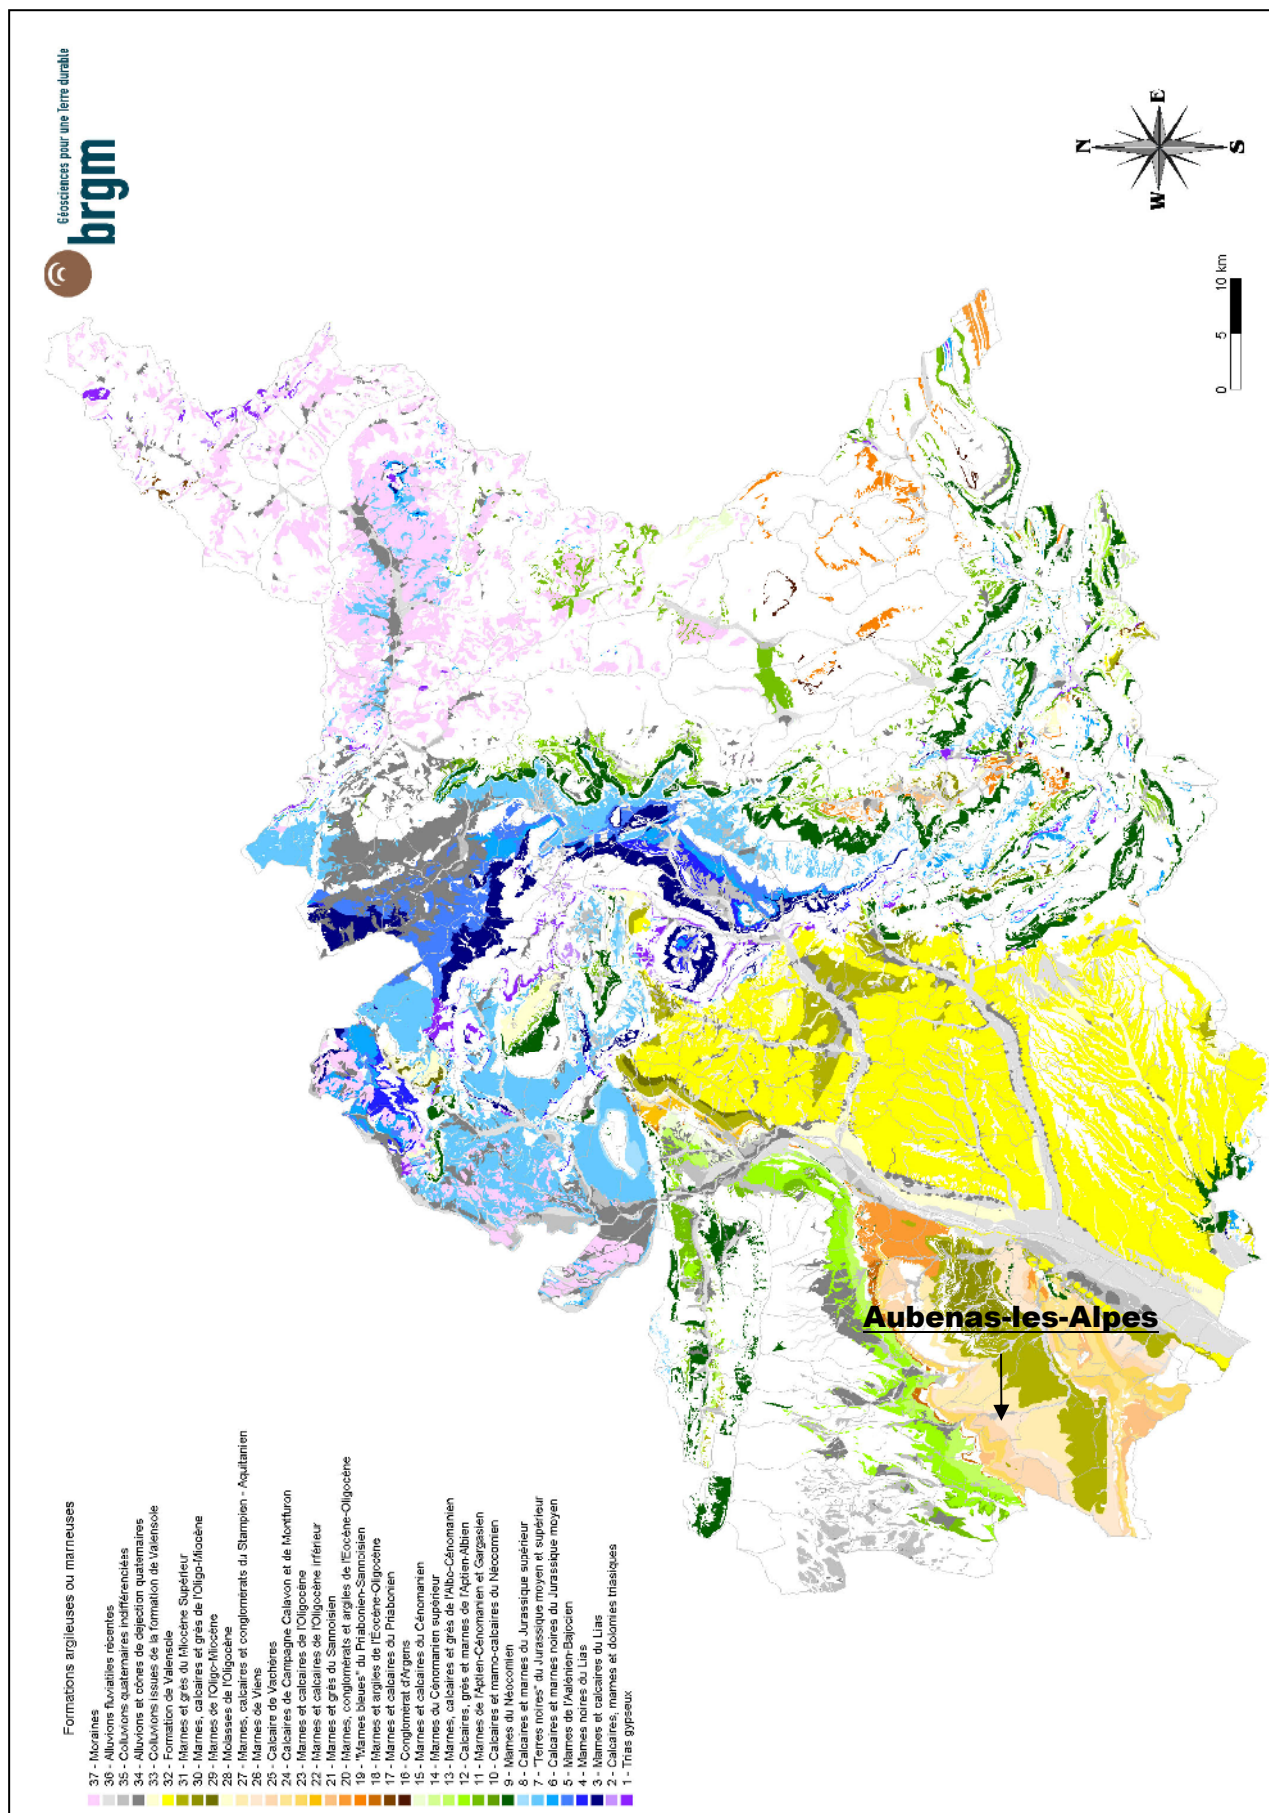 Géosciences pour une Terre durable
brgm
N
W
E
S
0
5
10 km
Aubenas-les-Alpes
Formations argileuses ou marneuses
37 - Moraines
36 - Alluvions fluviatiles récentes
35 - Colluvions quaternaires indifférenciées
34 - Alluvions et cônes de dejection quaternaires
33 - Colluvions issues de la formation de Valensole
32 - Formation de Valensole
31 - Marnes et grès du Miocène Supérieur
30 - Marnes, calcaires et grès de l'Oligo-Miocène
29 - Marnes de l'Oligo-Miocène
28 - Molasses de l'Oligocène
27 - Marnes, calcaires et conglomérats du Stampien - Aquitanien
26 - Marnes de Viens
25 - Calcaire de Vachères
24 - Calcaires de Campagne Calavon et de Montfuron
23 - Marnes et calcaires de l'Oligocène
22 - Marnes et calcaires de l'Oligocène inférieur
21 - Marnes et grès du Sannoisien
20 - Marnes, conglomérats et argiles de l'Eocène-Oligocène
19 - "Marnes bleues" du Priabonien-Sannoisien
18 - Marnes et argiles de l'Eocène-Oligocène
17 - Marnes et calcaires du Priabonien
16 - Conglomérat d'Argens
15 - Marnes et calcaires du Cénomanien
14 - Marnes du Cénomanien supérieur
13 - Marnes, calcaires et grès de l'Albo-Cénomanien
12 - Calcaires, grès et marnes de l'Aptien-Albien
11 - Marnes de l'Aptien-Cénomanien et Gargasien
10 - Calcaires et marno-calcaires du Néocomien
9 - Marnes du Néocomien
8 - Calcaires et marnes du Jurassique supérieur
7 - "Terres noires" du Jurassique moyen et supérieur
6 - Calcaires et marnes noires du Jurassique moyen
5 - Marnes de l'Aalénien-Bajocien
4 - Marnes noires du Lias
3 - Marnes et calcaires du Lias
2 - Calcaires, marnes et dolomies triasiques
1 - Trias gypseux